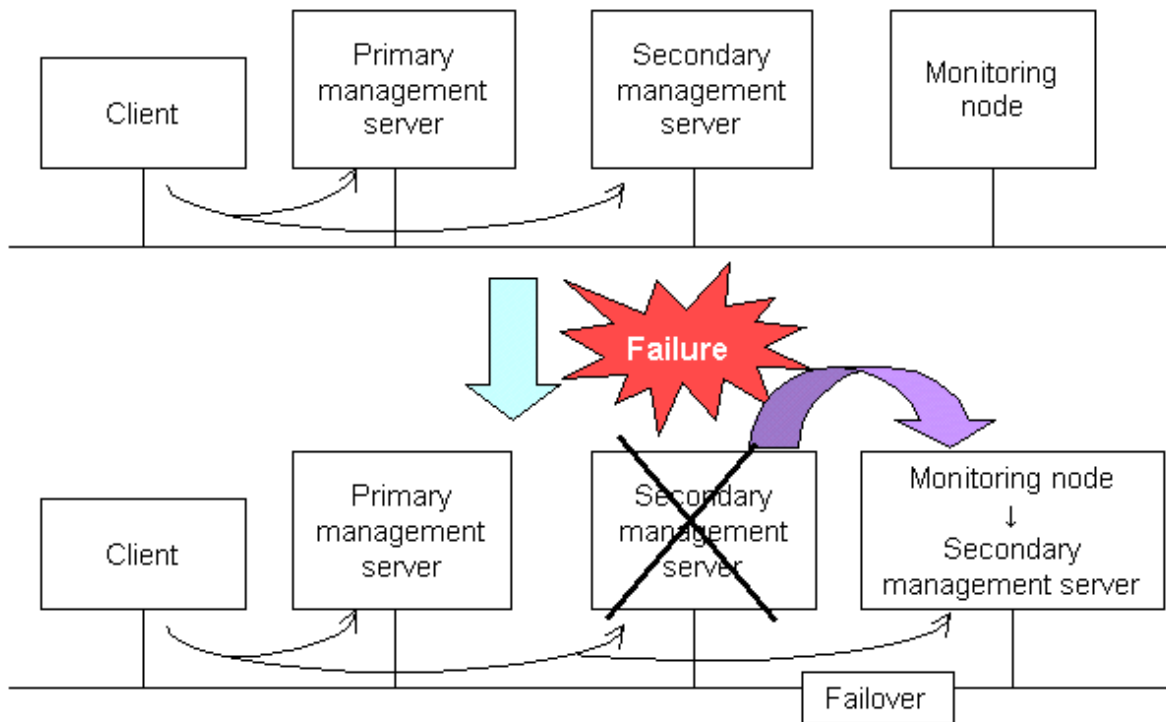 Client
Primary
management
server
Secondary
management
server
Monitoring
node
Failure
Client
Primary
management
server
Secondary
management
server
Monitoring node
↓
Secondary
management server
Failover